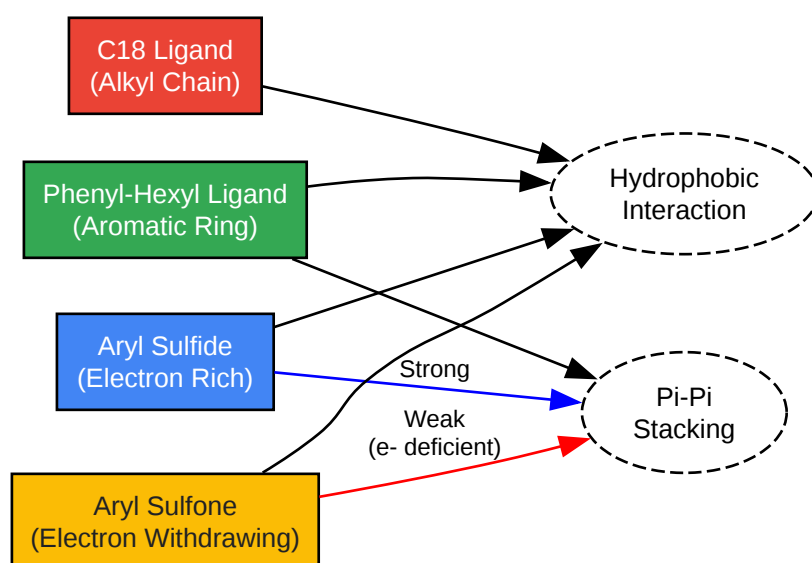 C18 Ligand
(Alkyl Chain)
Phenyl-Hexyl Ligand
(Aromatic Ring)
Hydrophobic
Interaction
Aryl Sulfide
(Electron Rich)
Strong
Weak
(e- deficient)
Pi-Pi
Stacking
Aryl Sulfone
(Electron Withdrawing)